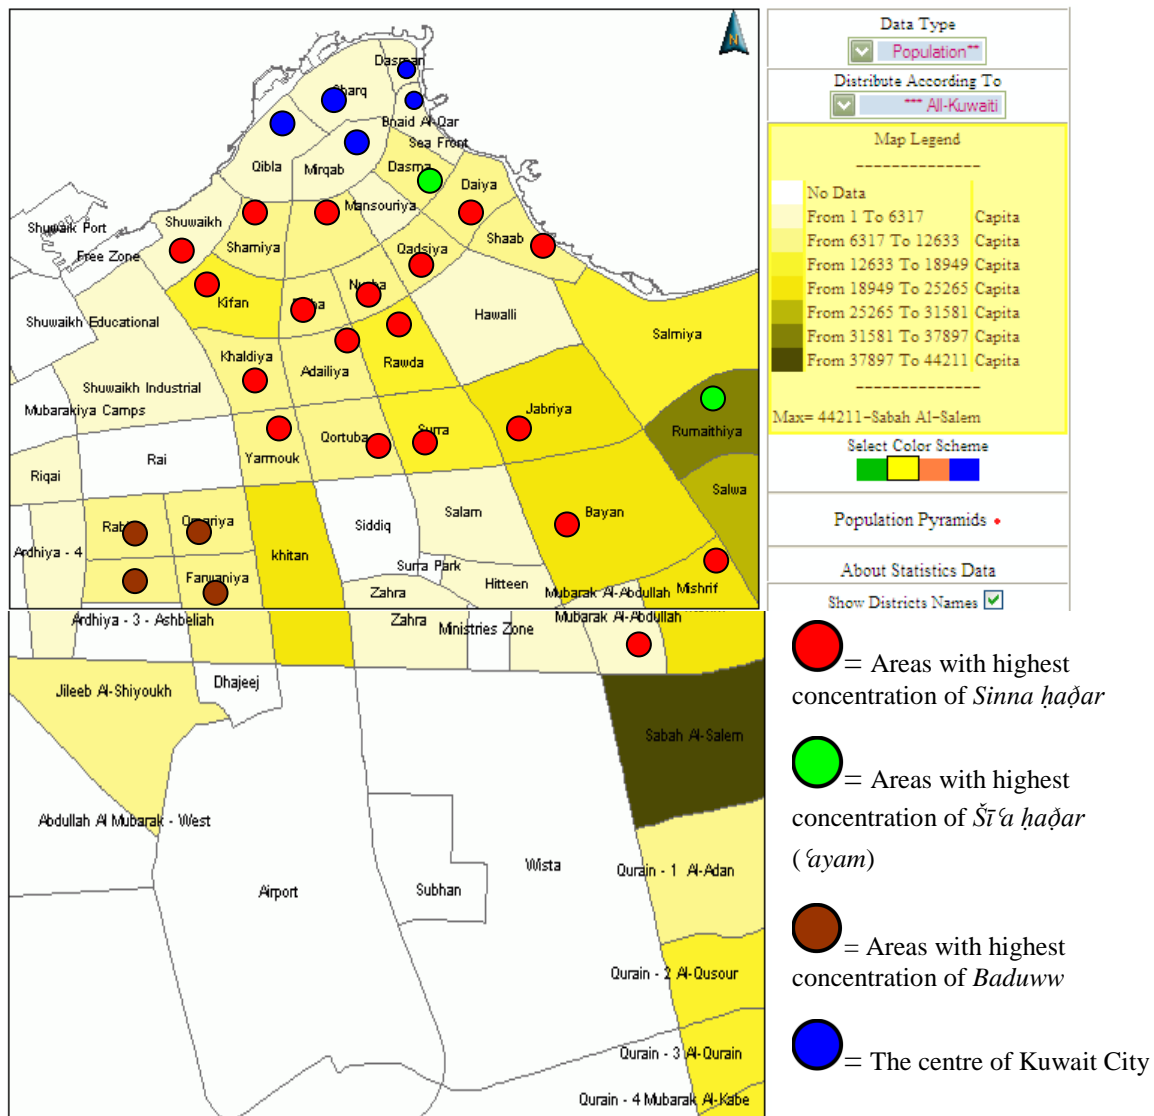 N
Dasman
Sharq
Bnaid Al-Qar
Sea Front
Qibla
Mirqab
Dasma
Daiya
Shuwaikh
Mansouriya
Shuwaik Port
Shamiya
Qadsiya
Shaab
Free Zone
Kifan
Hawalli
Shuwaikh Educational
Salmiya
Khaldiya
Adailiya
Rawda
Shuwaikh Industrial
Mubarakiya Camps
Jabriya
Qortuba
Surra
Rumaithiya
Rai
Yarmouk
Riqai
Salwa
Siddiq
Salam
Bayan
Omariya
Ardhiya - 4
khitan
Surra Park
Farwaniya
Hitteen
Mishrif
Zahra
Mubarak Al-Abdullah
Ardhiya - 3 - Ashbeliah
Zahra
Ministries Zone
Mubarak Al-Abdullah
Dhajeej
Jileeb Al-Shiyoukh
Sabah Al-Salem
Abdullah Al Mubarak - West
Wista
Qurain - 1 Al-Adan
Airport
Subhan
Qurain - 2 Al-Qusour
Qurain - 3 Al-Qurain
Qurain - 4 Mubarak Al-Kabe
Data Type
Population**
Distribute According To
*** All-Kuwaiti
Map Legend
--------------
No Data
From 1 To 6317 Capita
From 6317 To 12633 Capita
From 12633 To 18949 Capita
From 18949 To 25265 Capita
From 25265 To 31581 Capita
From 31581 To 37897 Capita
From 37897 To 44211 Capita
--------------
Max= 44211-Sabah Al-Salem
Select Color Scheme
Population Pyramids
About Statistics Data
Show Districts Names
= Areas with highest
concentration of Sinna ḥaðar
= Areas with highest
concentration of Šīʿa ḥaðar
(ʿayam)
= Areas with highest
concentration of Baduww
= The centre of Kuwait City